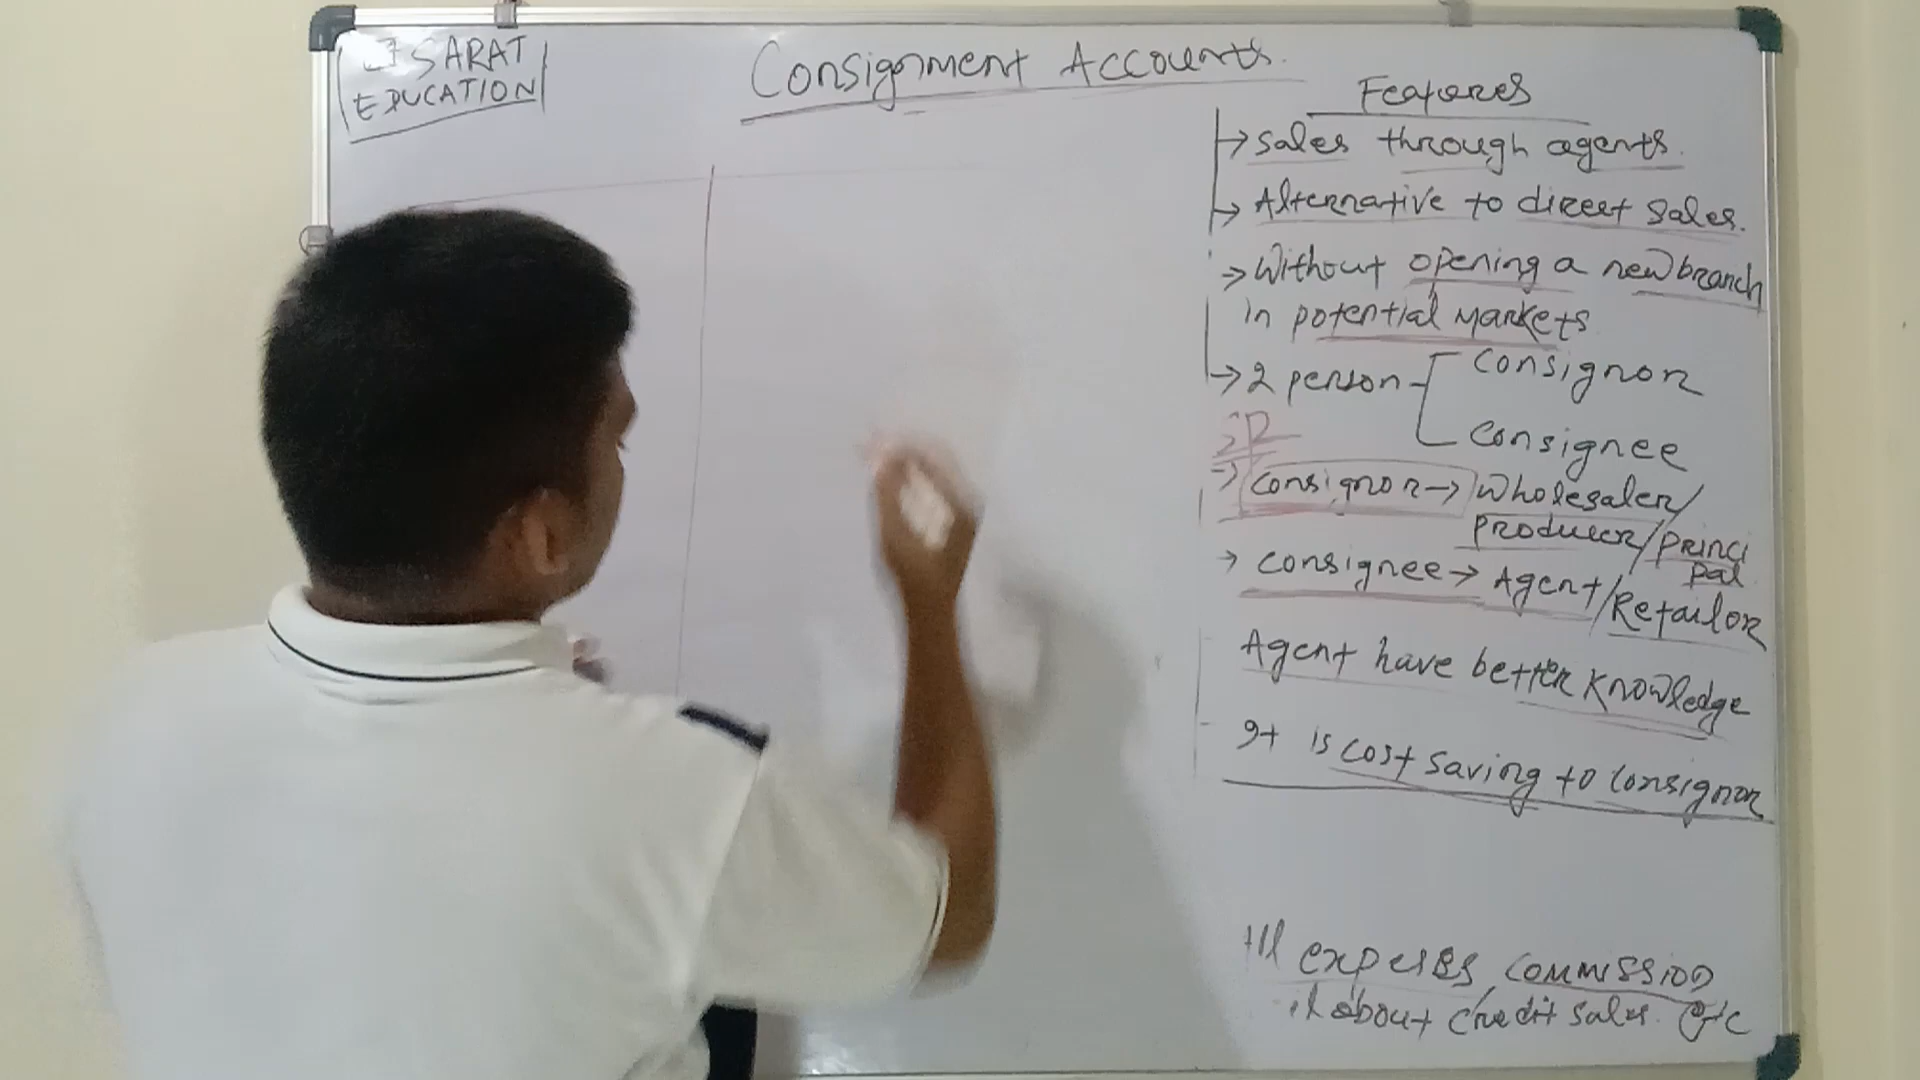 SARAT
EDUCATION
Consignment Accounts.
Features
→ Sales through agents.
→ Alternative to direct sales.
→ Without opening a new branch
in potential markets
→ 2 person - Consignor
Consignee
→ Consignor → Wholesaler/
Producer/Princi
pal
→ Consignee → Agent/Retailor
Agent have better Knowledge
It is cost saving to Consignor
expenses, commission
about credit sales. etc